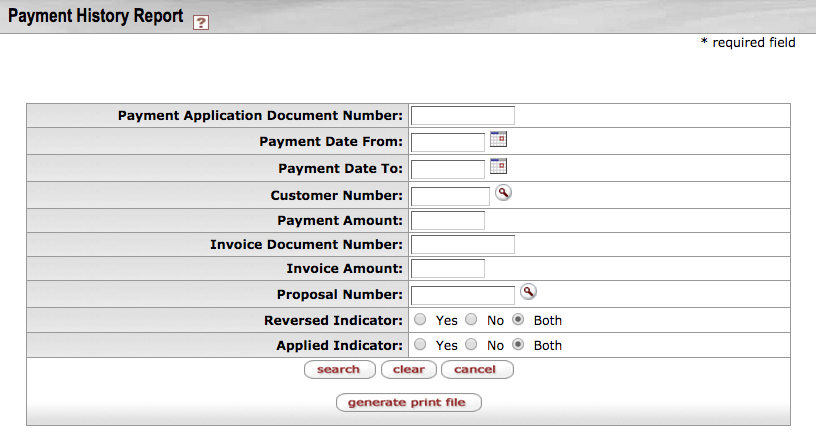 Payment History Report ?
* required field
Payment Application Document Number:
Payment Date From:
Payment Date To:
Customer Number:
Payment Amount:
Invoice Document Number:
Invoice Amount:
Proposal Number:
Reversed Indicator: Yes No Both
Applied Indicator: Yes No Both
search clear cancel
generate print file